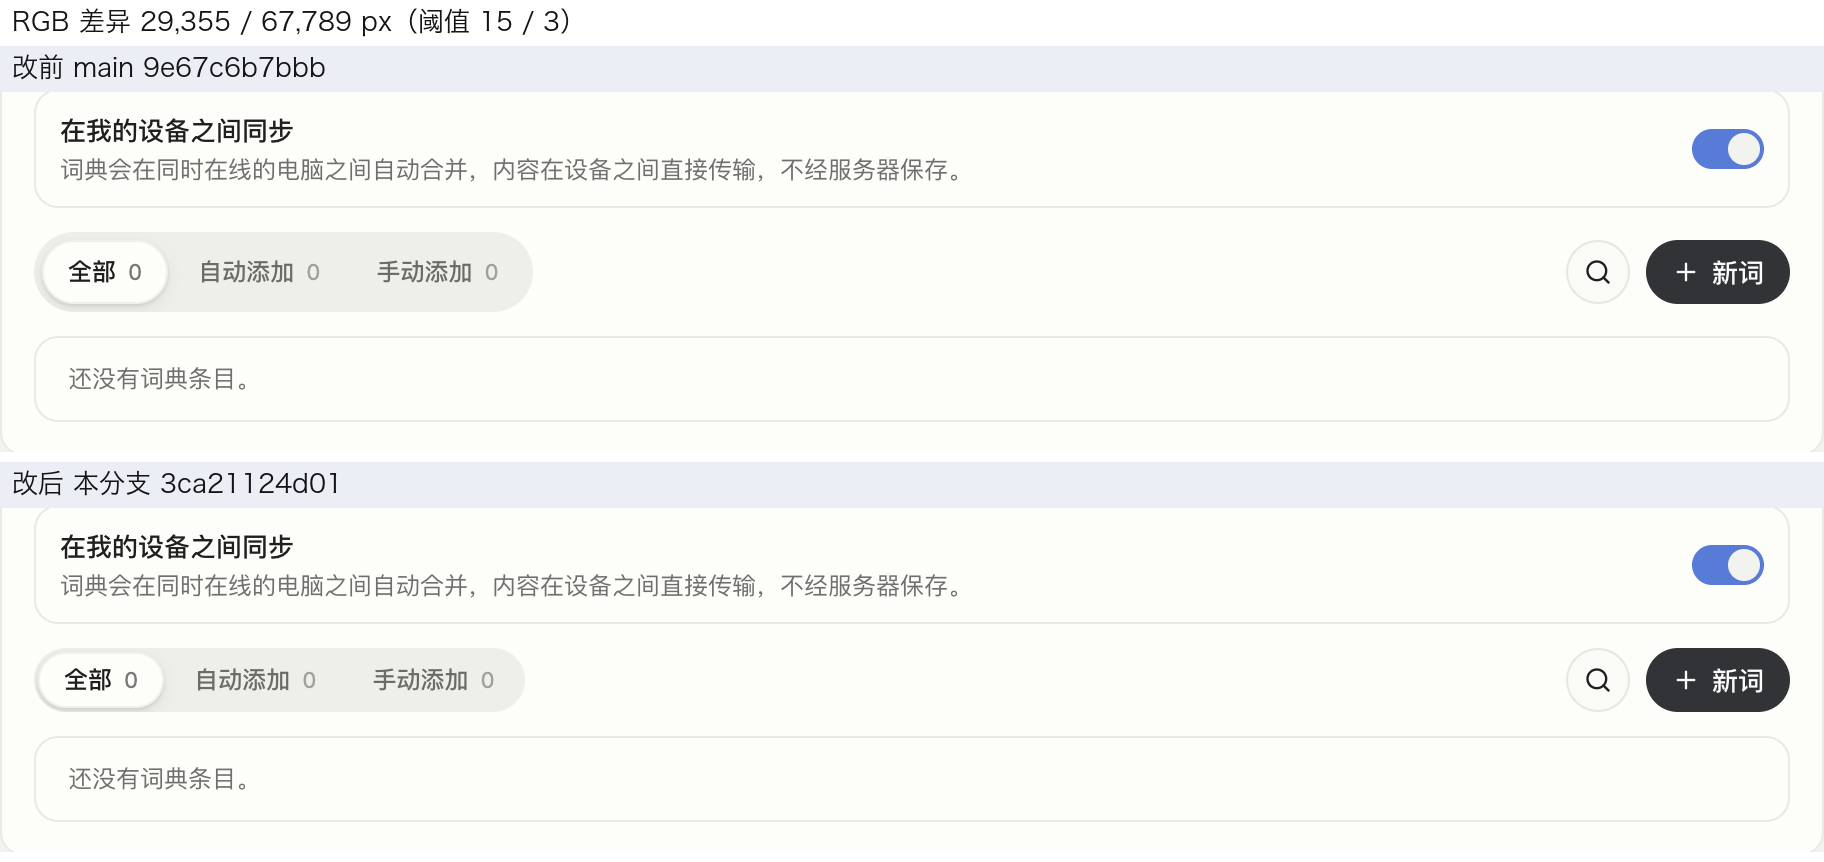 RGB 差异 29,355 / 67,789 px（阈值 15 / 3）
改前 main 9e67c6b7bbb
在我的设备之间同步
词典会在同时在线的电脑之间自动合并，内容在设备之间直接传输，不经服务器保存。
全部 0 自动添加 0 手动添加 0 + 新词
还没有词典条目。
改后 本分支 3ca21124d01
在我的设备之间同步
词典会在同时在线的电脑之间自动合并，内容在设备之间直接传输，不经服务器保存。
全部 0 自动添加 0 手动添加 0 + 新词
还没有词典条目。